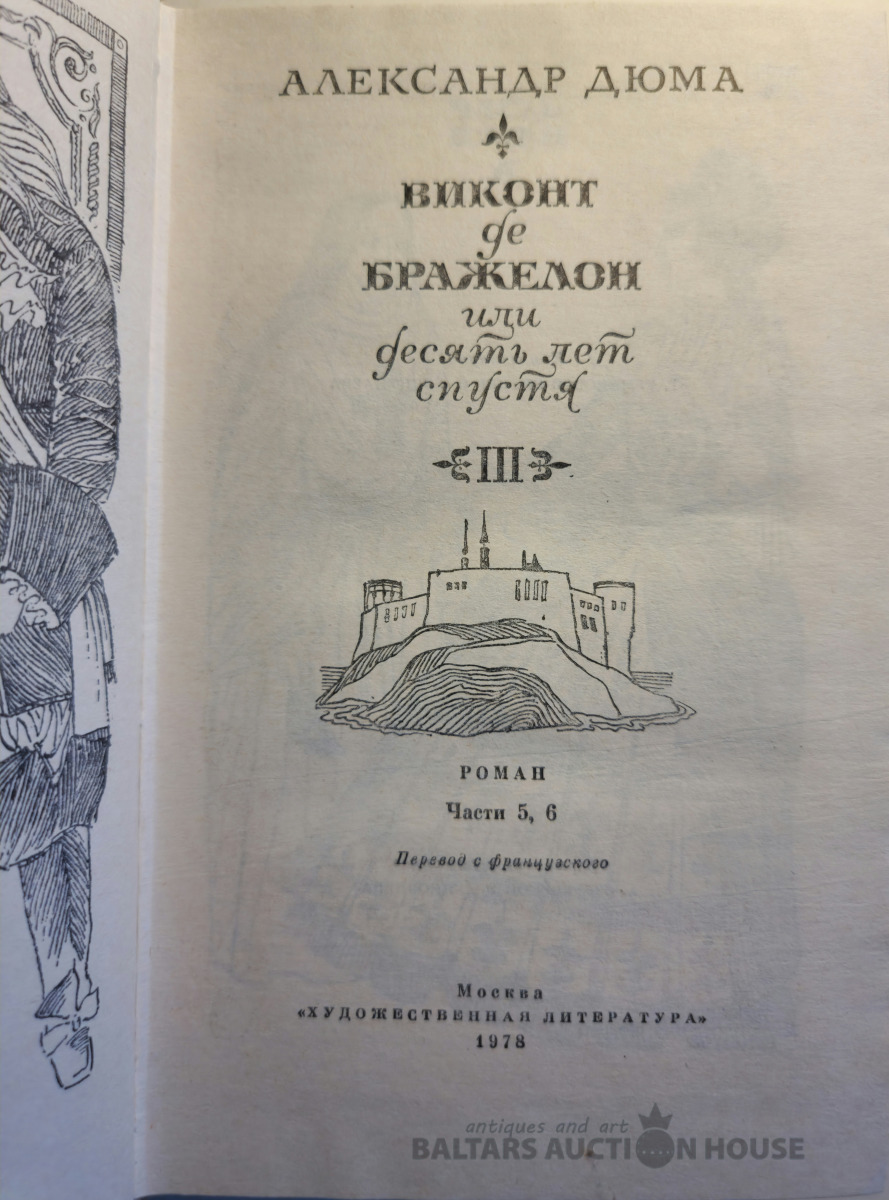 АЛЕКСАНДР ДЮМА
ВИКОНТ
де
БРАЖЕЛОН
или
десять лет
спустя
III
РОМАН
Части 5, 6
Перевод с французского
Москва
«ХУДОЖЕСТВЕННАЯ ЛИТЕРАТУРА»
1978
antiques and art
BALTARS AUCTION HOUSE